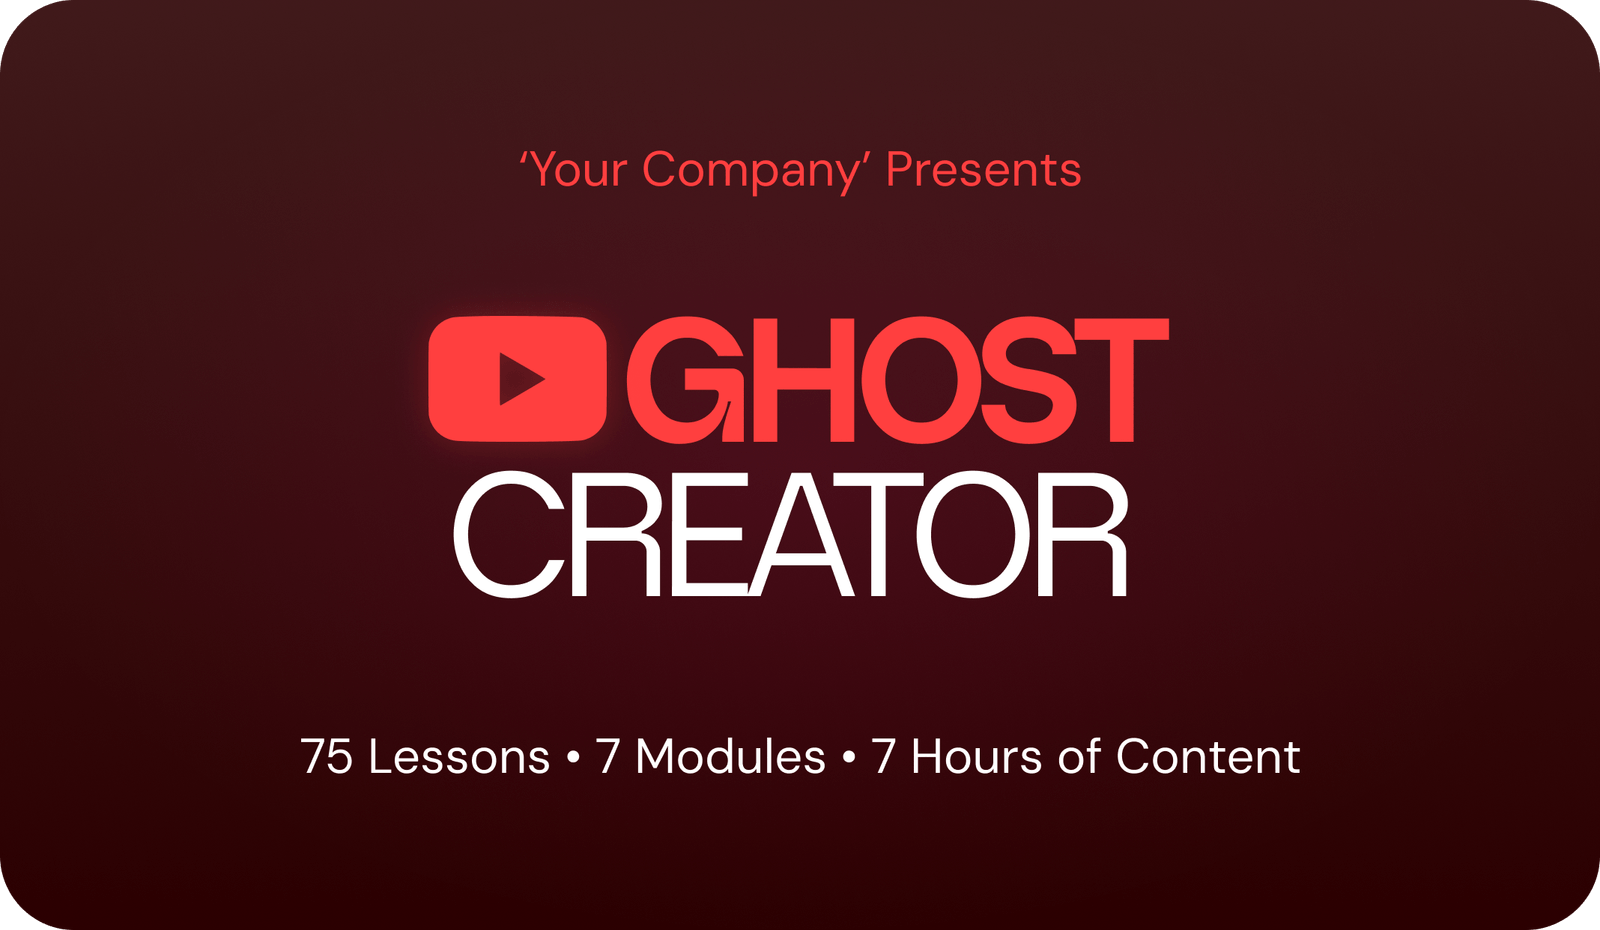 ‘Your Company’ Presents
GHOST
CREATOR
75 Lessons • 7 Modules • 7 Hours of Content